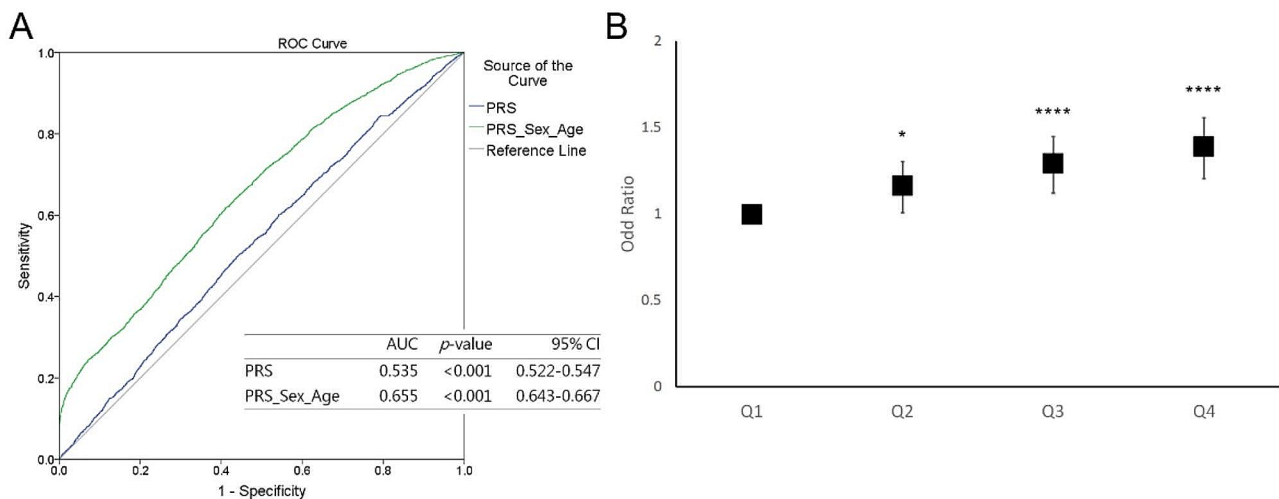 A
ROC Curve
1.0
0.8
0.6
0.4
0.2
0.0
Sensitivity
0.0 0.2 0.4 0.6 0.8 1.0
1 - Specificity
Source of the
Curve
PRS
PRS_Sex_Age
Reference Line
AUC p-value 95% CI
PRS 0.535 <0.001 0.522-0.547
PRS_Sex_Age 0.655 <0.001 0.643-0.667
B
2
1.5
1
0.5
0
Odd Ratio
*
****
****
Q1 Q2 Q3 Q4